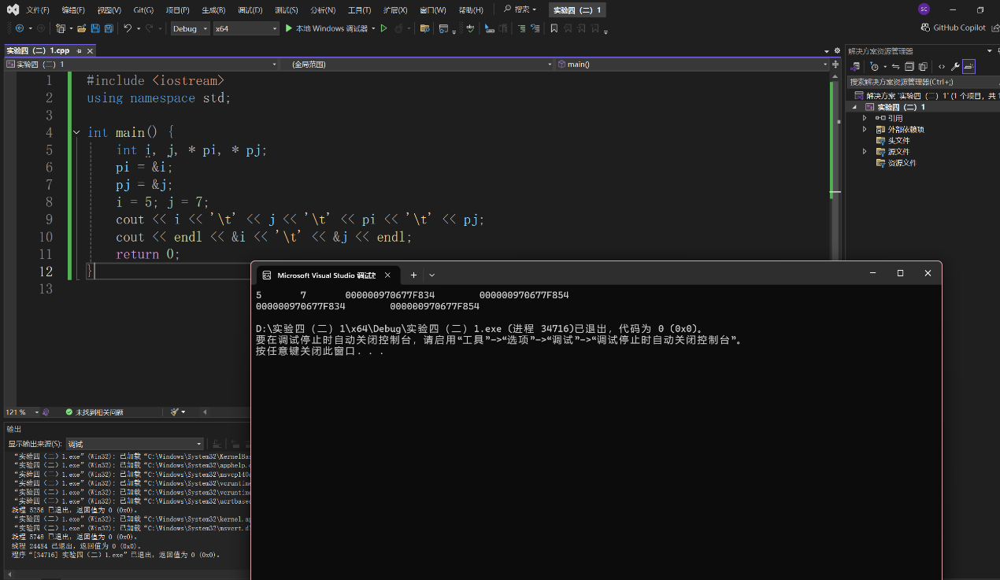 文件(F) 编辑(E) 视图(V) Git(G) 项目(P) 生成(B) 调试(D) 测试(S) 分析(N) 工具(T) 扩展(X) 窗口(W) 帮助(H) 搜索 实验四（二）1 SC
Debug x64 本地 Windows 调试器 GitHub Copilot
实验四（二）1.cpp
实验四（二）1 (全局范围) main()
1 #include <iostream>
2 using namespace std;
3
4 int main() {
5 int i, j, * pi, * pj;
6 pi = &i;
7 pj = &j;
8 i = 5; j = 7;
9 cout << i << '\t' << j << '\t' << pi << '\t' << pj;
10 cout << endl << &i << '\t' << &j << endl;
11 return 0;
12 }
13
解决方案资源管理器
搜索解决方案资源管理器(Ctrl+;)
解决方案 '实验四（二）1' (1 个项目，共 1
实验四（二）1
引用
外部依赖项
头文件
源文件
资源文件
Microsoft Visual Studio 调试
5 7 000000970677F834 000000970677F854
000000970677F834 000000970677F854
D:\实验四（二）1\x64\Debug\实验四（二）1.exe (进程 34716)已退出，代码为 0 (0x0)。
要在调试停止时自动关闭控制台，请启用“工具”->“选项”->“调试”->“调试停止时自动关闭控制台”。
按任意键关闭此窗口. . .
121 % 未找到相关问题
输出
显示输出来源(S): 调试
“实验四（二）1.exe”(Win32): 已加载“C:\Windows\System32\KernelBas
“实验四（二）1.exe”(Win32): 已加载“C:\Windows\System32\apphelp.
“实验四（二）1.exe”(Win32): 已加载“C:\Windows\System32\msvcp140
“实验四（二）1.exe”(Win32): 已加载“C:\Windows\System32\vcruntime
“实验四（二）1.exe”(Win32): 已加载“C:\Windows\System32\vcruntime
“实验四（二）1.exe”(Win32): 已加载“C:\Windows\System32\ucrtbased
线程 5256 已退出，返回值为 0 (0x0)。
“实验四（二）1.exe”(Win32): 已加载“C:\Windows\System32\kernel.ap
“实验四（二）1.exe”(Win32): 已加载“C:\Windows\System32\msvcrt.d
线程 5748 已退出，返回值为 0 (0x0)。
线程 24484 已退出，返回值为 0 (0x0)。
程序“[34716] 实验四（二）1.exe”已退出，返回值为 0 (0x0)。